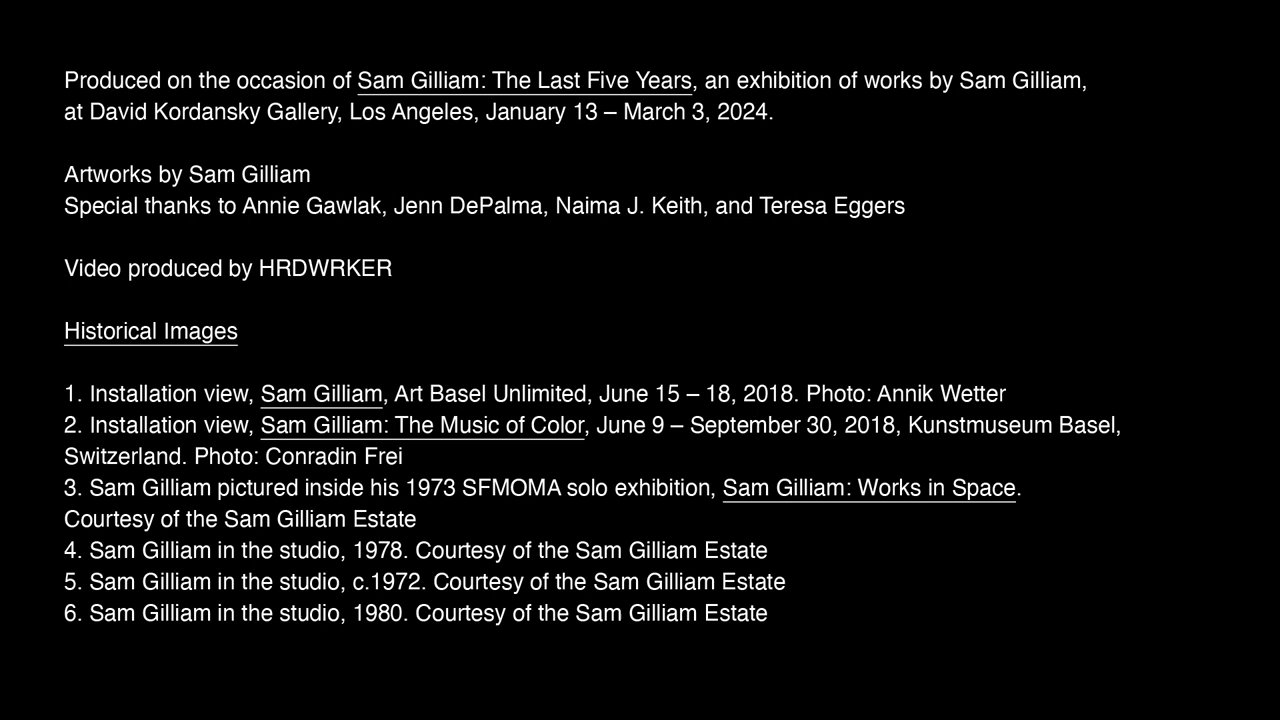 Produced on the occasion of Sam Gilliam: The Last Five Years, an exhibition of works by Sam Gilliam,
at David Kordansky Gallery, Los Angeles, January 13 – March 3, 2024.
Artworks by Sam Gilliam
Special thanks to Annie Gawlak, Jenn DePalma, Naima J. Keith, and Teresa Eggers
Video produced by HRDWRKER
Historical Images
1. Installation view, Sam Gilliam, Art Basel Unlimited, June 15 – 18, 2018. Photo: Annik Wetter
2. Installation view, Sam Gilliam: The Music of Color, June 9 – September 30, 2018, Kunstmuseum Basel,
Switzerland. Photo: Conradin Frei
3. Sam Gilliam pictured inside his 1973 SFMOMA solo exhibition, Sam Gilliam: Works in Space.
Courtesy of the Sam Gilliam Estate
4. Sam Gilliam in the studio, 1978. Courtesy of the Sam Gilliam Estate
5. Sam Gilliam in the studio, c.1972. Courtesy of the Sam Gilliam Estate
6. Sam Gilliam in the studio, 1980. Courtesy of the Sam Gilliam Estate